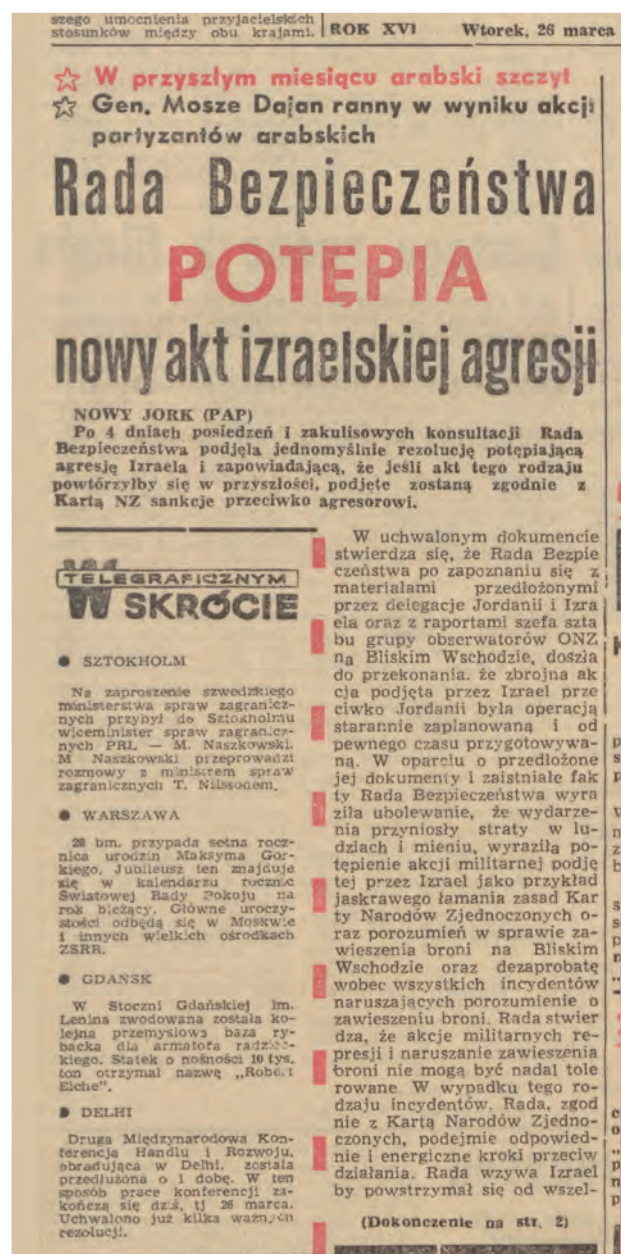 szego umocnienia przyjacielskich
stosunków między obu krajami.
ROK XVI Wtorek, 26 marca
W przyszłym miesiącu arabski szczyt
Gen. Mosze Dajan ranny w wyniku akcji
partyzantów arabskich
Rada Bezpieczeństwa
POTĘPIA
nowy akt izraelskiej agresji
NOWY JORK (PAP)
Po 4 dniach posiedzeń i zakulisowych konsultacji Rada
Bezpieczeństwa podjęła jednomyślnie rezolucję potępiającą
agresję Izraela i zapowiadającą, że jeśli akt tego rodzaju
powtórzyłby się w przyszłości, podjęte zostaną zgodnie z
Kartą NZ sankcje przeciwko agresorowi.
TELEGRAFICZNYM
W SKRÓCIE
● SZTOKHOLM
Na zaproszenie szwedzkiego
ministerstwa spraw zagranicz-
nych przybył do Sztokholmu
wiceminister spraw zagranicz-
nych PRL — M. Naszkowski.
M Naszkowski przeprowadzi
rozmowy z ministrem spraw
zagranicznych T. Nilssonem.
● WARSZAWA
28 bm. przypada setna rocz-
nica urodzin Maksyma Gor-
kiego. Jubileusz ten znajduje
się w kalendarzu rocznic
Światowej Rady Pokoju na
rok bieżący. Główne uroczy-
stości odbędą się w Moskwie
i innych wielkich ośrodkach
ZSRR.
● GDAŃSK
W Stoczni Gdańskiej im.
Lenina zwodowana została ko-
lejna przemysłowa baza ry-
backa dla armatora radziec-
kiego. Statek o nośności 10 tys.
ton otrzymał nazwę „Robert
Eiche".
● DELHI
Druga Międzynarodowa Kon-
ferencja Handlu i Rozwoju,
obradująca w Delhi, została
przedłużona o 1 dobę. W ten
sposób prace konferencji za-
kończą się dziś, tj 26 marca.
Uchwalono już kilka ważnych
rezolucji.
W uchwalonym dokumencie
stwierdza się, że Rada Bezpie
czeństwa po zapoznaniu się z
materiałami przedłożonymi
przez delegacje Jordanii i Izra
ela oraz z raportami szefa szta
bu grupy obserwatorów ONZ
na Bliskim Wschodzie, doszła
do przekonania. że zbrojna ak
cja podjęta przez Izrael prze
ciwko Jordanii była operacją
starannie zaplanowaną i od
pewnego czasu przygotowywa-
ną. W oparciu o przedłożone
jej dokumenty i zaistniałe fak
ty Rada Bezpieczeństwa wyra
ziła ubolewanie, że wydarze-
nia przyniosły straty w lu-
dziach i mieniu, wyraziła po-
tępienie akcji militarnej podję
tej przez Izrael jako przykład
jaskrawego łamania zasad Kar
ty Narodów Zjednoczonych o-
raz porozumień w sprawie za-
wieszenia broni na Bliskim
Wschodzie oraz dezaprobatę
wobec wszystkich incydentów
naruszających porozumienie o
zawieszeniu broni. Rada stwier
dza, że akcje militarnych re-
presji i naruszanie zawieszenia
broni nie mogą być nadal tole
rowane W wypadku tego ro-
dzaju incydentów, Rada, zgod
nie z Kartą Narodów Zjedno-
czonych, podejmie odpowied-
nie i energiczne kroki przeciw
działania. Rada wzywa Izrael
by powstrzymał się od wszel-
(Dokończenie na str. 2)